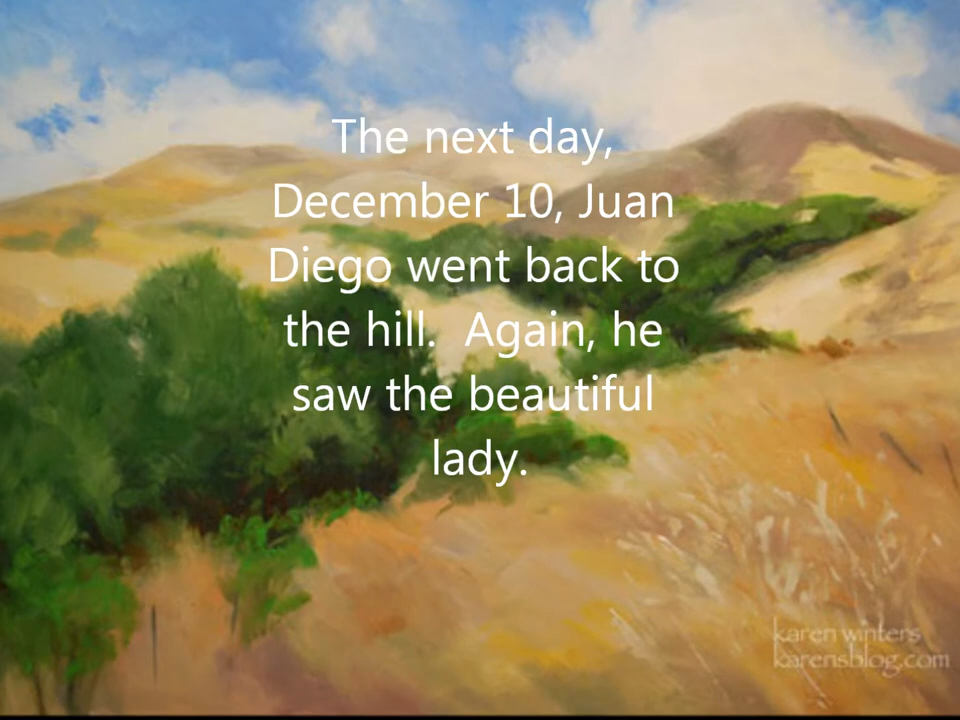 The next day,
December 10, Juan
Diego went back to
the hill.  Again, he
saw the beautiful
lady.
karen winters
karensblog.com